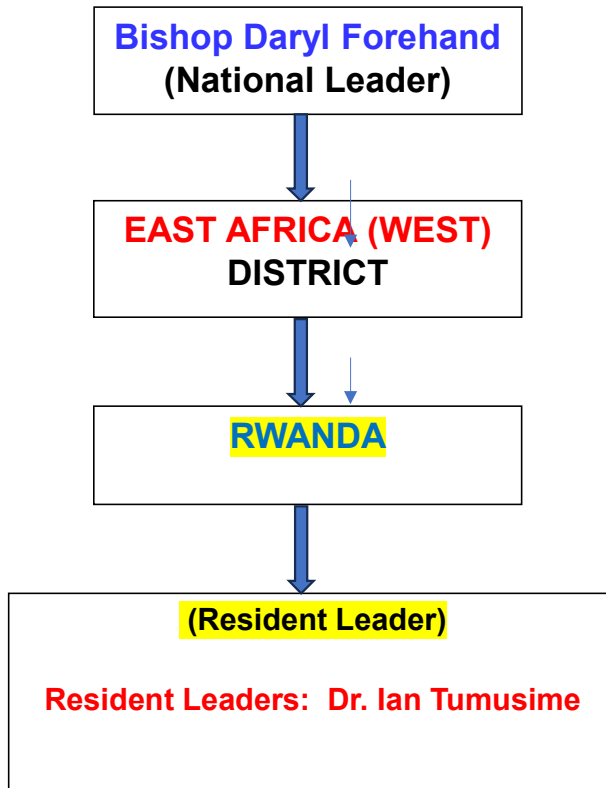 Bishop Daryl Forehand
(National Leader)
EAST AFRICA (WEST)
DISTRICT
RWANDA
(Resident Leader)
Resident Leaders: Dr. Ian Tumusime